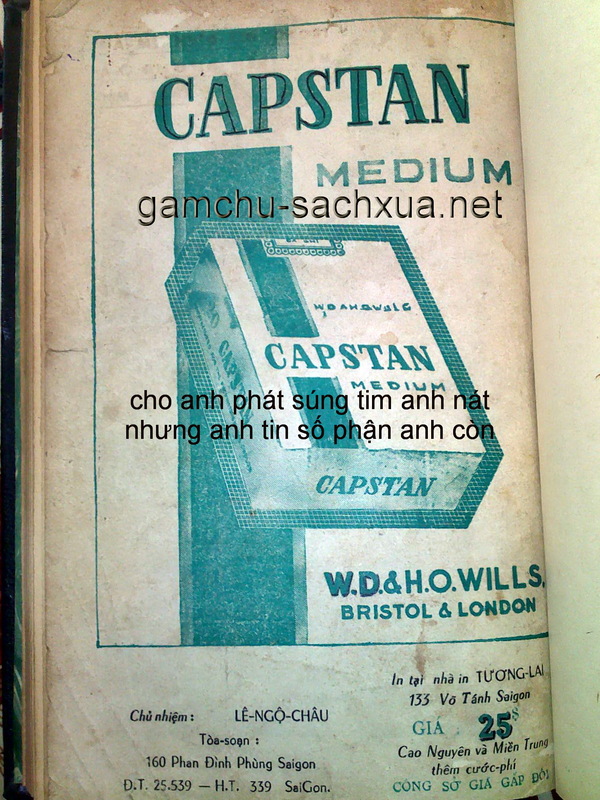 CAPSTAN
MEDIUM
gamchu-sachxua.net
W.D.&H.O.WILLS
CAPSTAN
MEDIUM
CAPSTAN
cho anh phát súng tim anh nát
nhưng anh tin số phận anh còn
CAPSTAN
W.D.&H.O.WILLS.
BRISTOL & LONDON
Chủ nhiệm : LÊ-NGỘ-CHÂU
Tòa-soạn :
160 Phan Đình Phùng Saigon
Đ.T. 25.539 — H.T. 339 SaiGon.
In tại nhà in TƯƠNG-LAI
133 Võ Tánh Saigon
GIÁ : 25$
Cao Nguyên và Miền Trung
thêm cước-phí
CÔNG SỞ GIÁ GẤP ĐÔI